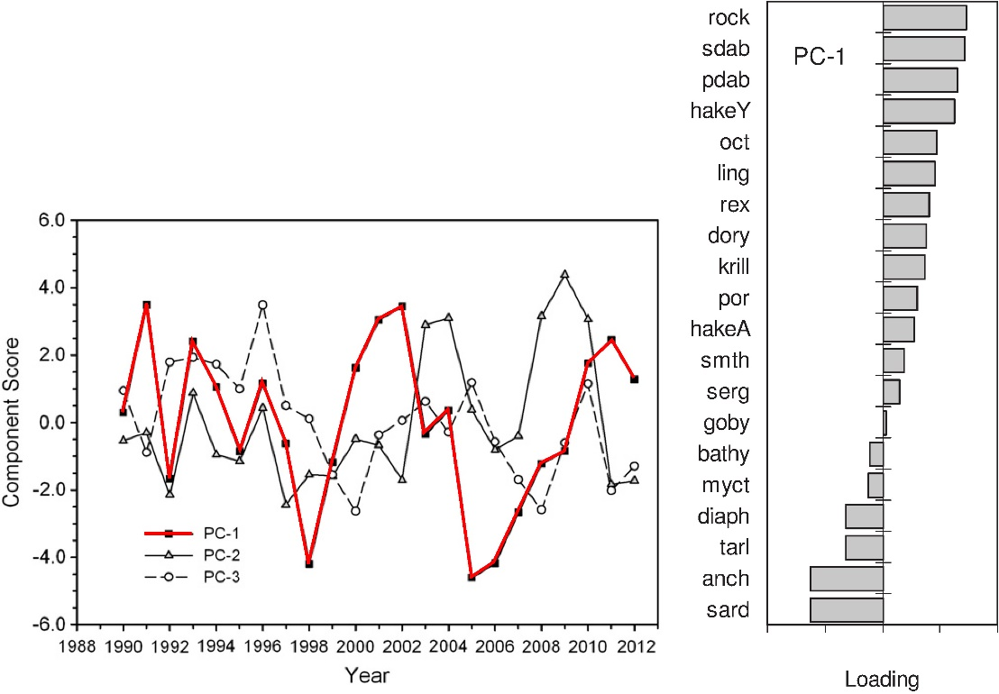 6.0
4.0
2.0
0.0
-2.0
-4.0
-6.0
Component Score
PC-1
PC-2
PC-3
1988 1990 1992 1994 1996 1998 2000 2002 2004 2006 2008 2010 2012
Year
PC-1
rock
sdab
pdab
hakeY
oct
ling
rex
dory
krill
por
hakeA
smth
serg
goby
bathy
myct
diaph
tarl
anch
sard
Loading